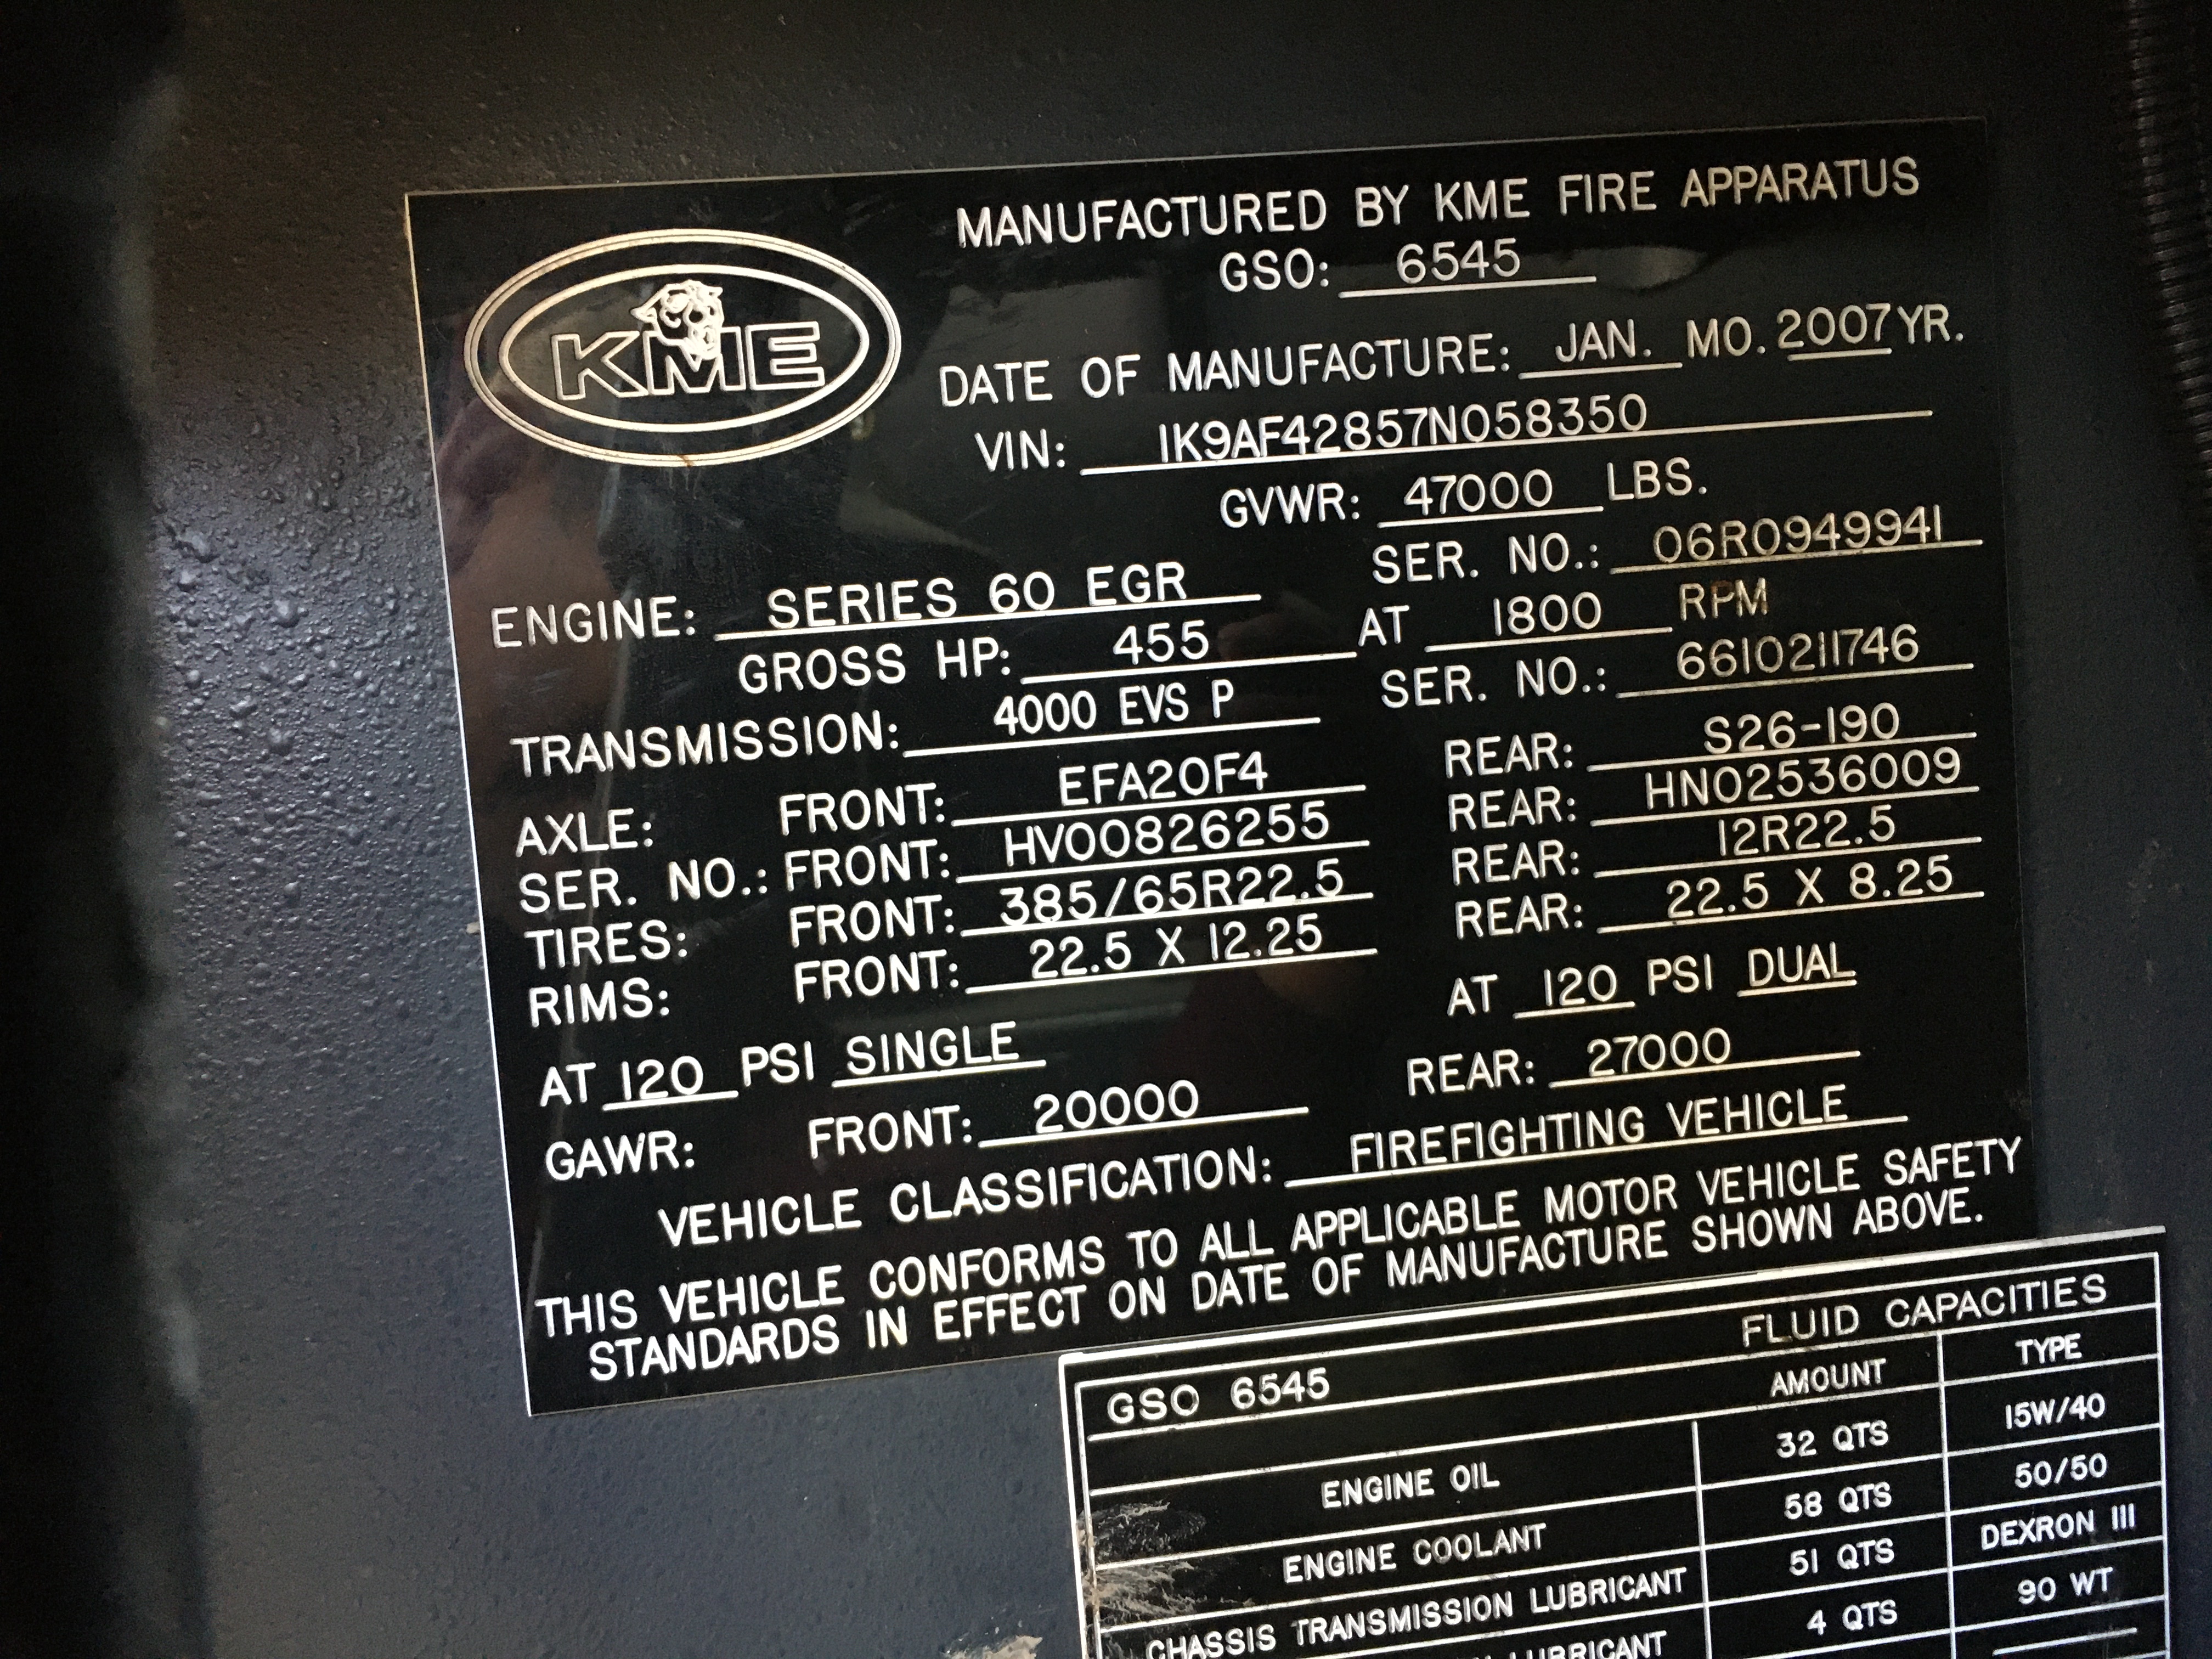 MANUFACTURED BY KME FIRE APPARATUS
GSO: 6545
KME
DATE OF MANUFACTURE: JAN. MO. 2007 YR.
VIN: 1K9AF42857N058350
GVWR: 47000 LBS.
ENGINE: SERIES 60 EGR SER. NO.: 06R0949941
GROSS HP: 455 AT 1800 RPM
TRANSMISSION: 4000 EVS P SER. NO.: 6610211746
AXLE: FRONT: EFA20F4 REAR: S26-190
SER. NO.: FRONT: HV00826255 REAR: HN02536009
TIRES: FRONT: 385/65R22.5 REAR: 12R22.5
RIMS: FRONT: 22.5 X 12.25 REAR: 22.5 X 8.25
AT 120 PSI SINGLE AT 120 PSI DUAL
GAWR: FRONT: 20000 REAR: 27000
VEHICLE CLASSIFICATION: FIREFIGHTING VEHICLE
THIS VEHICLE CONFORMS TO ALL APPLICABLE MOTOR VEHICLE SAFETY
STANDARDS IN EFFECT ON DATE OF MANUFACTURE SHOWN ABOVE.
FLUID CAPACITIES
GSO 6545 AMOUNT TYPE
ENGINE OIL 32 QTS 15W/40
ENGINE COOLANT 58 QTS 50/50
CHASSIS TRANSMISSION LUBRICANT 51 QTS DEXRON III
LUBRICANT 4 QTS 90 WT